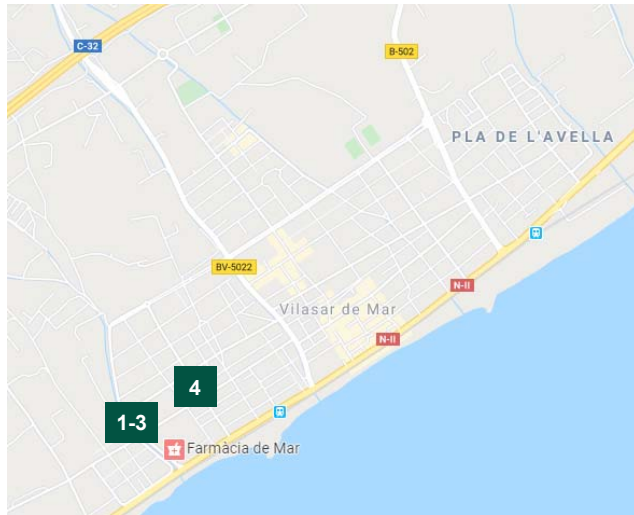 C-32
B-502
PLA DE L'AVELLA
BV-5022
N-II
Vilasar de Mar
N-II
4
1-3
Farmàcia de Mar